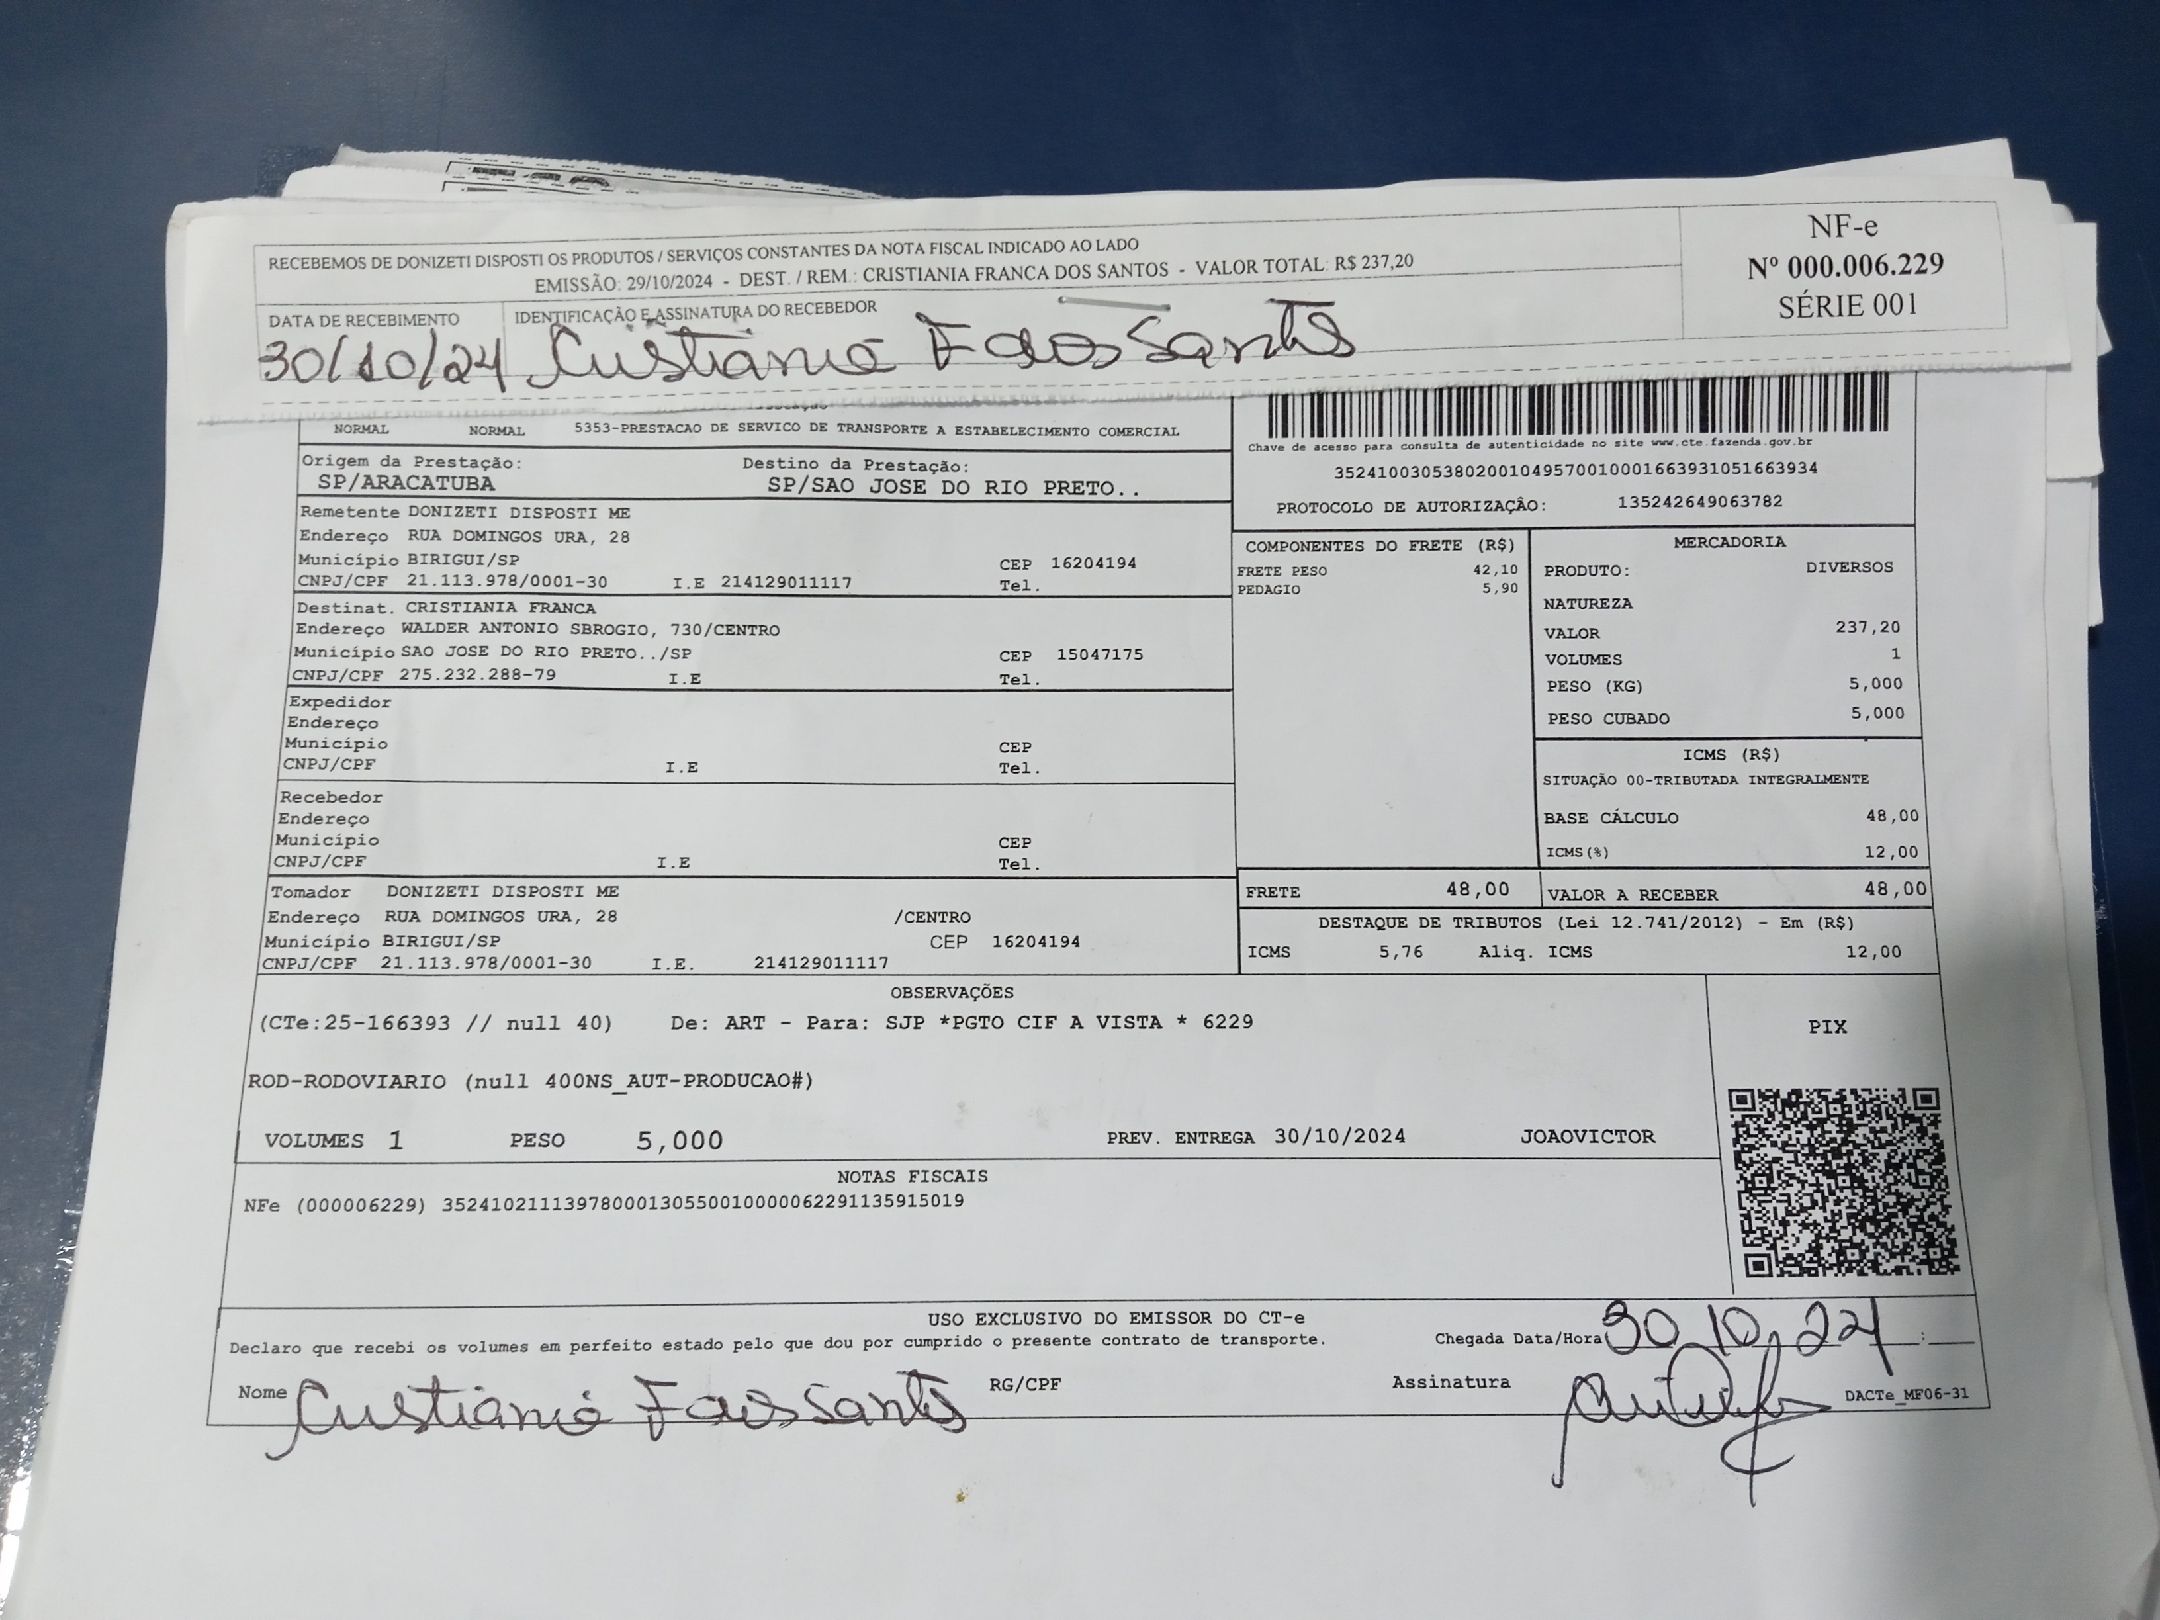 RECEBEMOS DE DONIZETI DISPOSTI OS PRODUTOS / SERVIÇOS CONSTANTES DA NOTA FISCAL INDICADO AO LADO
EMISSÃO: 29/10/2024 - DEST. / REM.: CRISTIANIA FRANCA DOS SANTOS - VALOR TOTAL: R$ 237,20
NF-e
Nº 000.006.229
SÉRIE 001
DATA DE RECEBIMENTO
IDENTIFICAÇÃO E ASSINATURA DO RECEBEDOR
30/10/24
NORMAL NORMAL 5353-PRESTACAO DE SERVICO DE TRANSPORTE A ESTABELECIMENTO COMERCIAL
Chave de acesso para consulta de autenticidade no site www.cte.fazenda.gov.br
35241003053802001049570010001663931051663934
PROTOCOLO DE AUTORIZAÇÃO: 135242649063782
Origem da Prestação: Destino da Prestação:
SP/ARACATUBA SP/SAO JOSE DO RIO PRETO..
Remetente DONIZETI DISPOSTI ME
Endereço RUA DOMINGOS URA, 28
Município BIRIGUI/SP CEP 16204194
CNPJ/CPF 21.113.978/0001-30 I.E 214129011117 Tel.
Destinat. CRISTIANIA FRANCA
Endereço WALDER ANTONIO SBROGIO, 730/CENTRO
Município SAO JOSE DO RIO PRETO../SP CEP 15047175
CNPJ/CPF 275.232.288-79 I.E Tel.
Expedidor
Endereço
Município CEP
CNPJ/CPF I.E Tel.
Recebedor
Endereço
Município CEP
CNPJ/CPF I.E Tel.
Tomador DONIZETI DISPOSTI ME
Endereço RUA DOMINGOS URA, 28 /CENTRO
Município BIRIGUI/SP CEP 16204194
CNPJ/CPF 21.113.978/0001-30 I.E. 214129011117
COMPONENTES DO FRETE (R$)
FRETE PESO 42,10
PEDAGIO 5,90
MERCADORIA
PRODUTO: DIVERSOS
NATUREZA
VALOR 237,20
VOLUMES 1
PESO (KG) 5,000
PESO CUBADO 5,000
ICMS (R$)
SITUAÇÃO 00-TRIBUTADA INTEGRALMENTE
BASE CÁLCULO 48,00
ICMS(%) 12,00
FRETE 48,00 VALOR A RECEBER 48,00
DESTAQUE DE TRIBUTOS (Lei 12.741/2012) - Em (R$)
ICMS 5,76 Aliq. ICMS 12,00
OBSERVAÇÕES
(CTe:25-166393 // null 40) De: ART - Para: SJP *PGTO CIF A VISTA * 6229
PIX
ROD-RODOVIARIO (null 400NS_AUT-PRODUCAO#)
VOLUMES 1 PESO 5,000 PREV. ENTREGA 30/10/2024 JOAOVICTOR
NOTAS FISCAIS
NFe (000006229) 35241021113978000130550010000062291135915019
USO EXCLUSIVO DO EMISSOR DO CT-e
Declaro que recebi os volumes em perfeito estado pelo que dou por cumprido o presente contrato de transporte.
Chegada Data/Hora 30/10/24 :
Nome RG/CPF Assinatura
DACTe_MF06-31